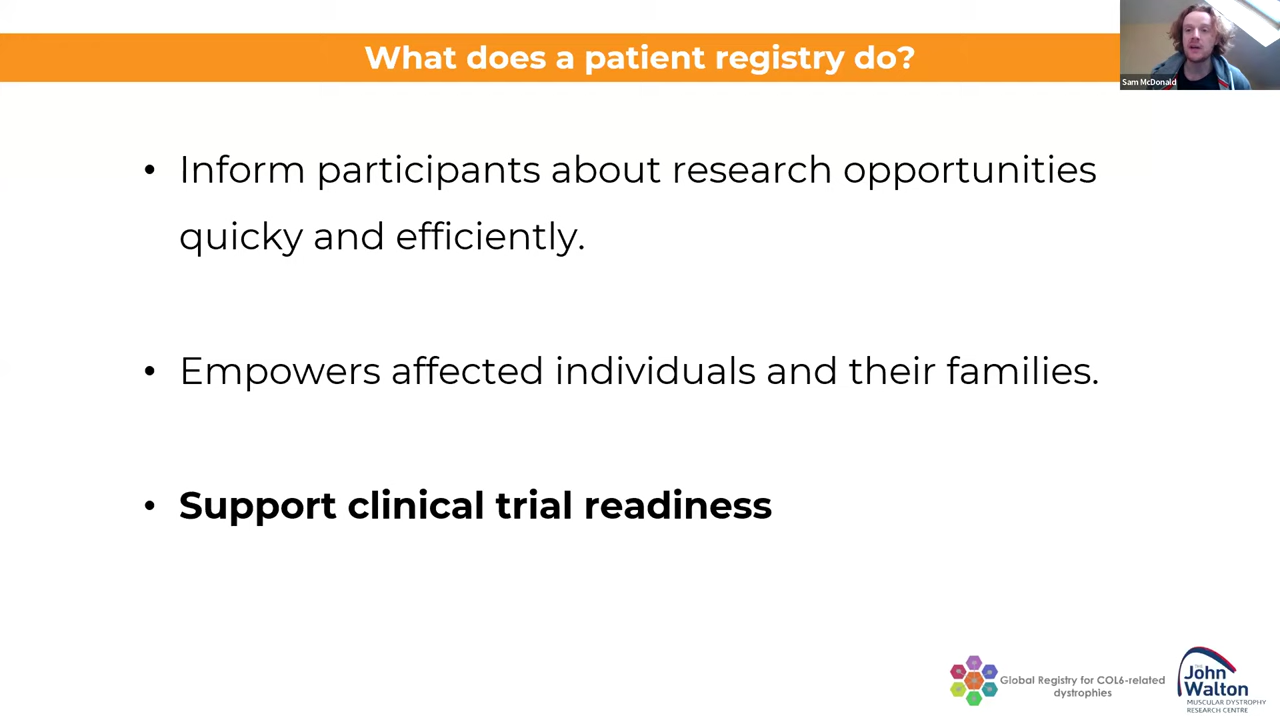 What does a patient registry do?
Sam McDonald
• Inform participants about research opportunities
quicky and efficiently.
• Empowers affected individuals and their families.
• Support clinical trial readiness
Global Registry for COL6-related
dystrophies
THE
John
Walton
MUSCULAR DYSTROPHY
RESEARCH CENTRE